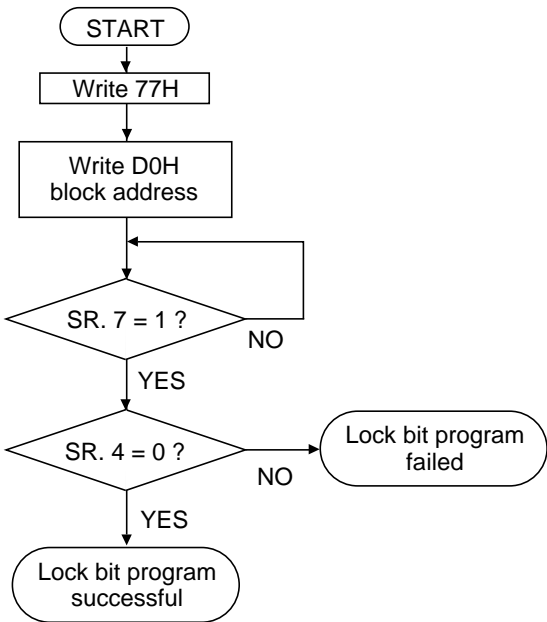 START
Write 77H
Write D0H
block address
SR. 7 = 1 ?
NO
YES
SR. 4 = 0 ?
NO
Lock bit program
failed
YES
Lock bit program
successful